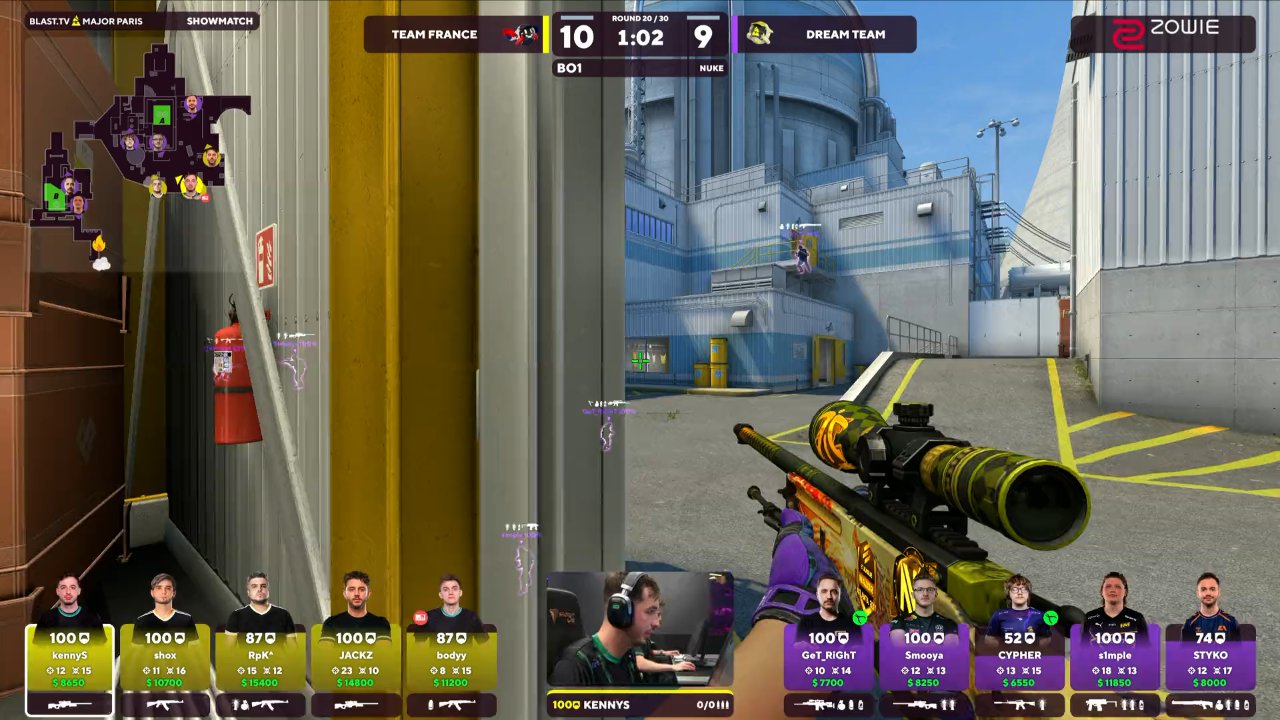 BLAST.TV MAJOR PARIS
SHOWMATCH
TEAM FRANCE
10
ROUND 20 / 30
1:02
9
DREAM TEAM
BO1
NUKE
ZOWIE
A
100
kennyS
12 15
$8650
100
shox
11 16
$10700
87
RpK^
15 12
$15400
100
JACKZ
23 10
$14800
87
bodyy
8 15
$11200
100 KENNYS
0/0
100
GeT_RiGhT
10 14
$7700
100
Smooya
12 13
$8250
52
CYPHER
13 15
$6550
100
s1mple
18 13
$11850
74
STYKO
12 17
$8000